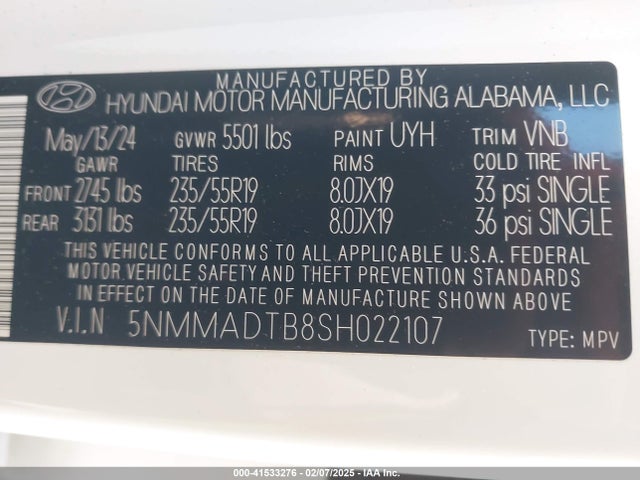 MANUFACTURED BY
HYUNDAI MOTOR MANUFACTURING ALABAMA, LLC
May/13/24 GVWR 5501 lbs PAINT UYH TRIM VNB
GAWR TIRES RIMS COLD TIRE INFL
FRONT 2745 lbs 235/55R19 8.0JX19 33 psi SINGLE
REAR 3131 lbs 235/55R19 8.0JX19 36 psi SINGLE
THIS VEHICLE CONFORMS TO ALL APPLICABLE U.S.A. FEDERAL
MOTOR VEHICLE SAFETY AND THEFT PREVENTION STANDARDS
IN EFFECT ON THE DATE OF MANUFACTURE SHOWN ABOVE
V.I.N 5NMMADTB8SH022107 TYPE: MPV
000-41533276 - 02/07/2025 - IAA Inc.